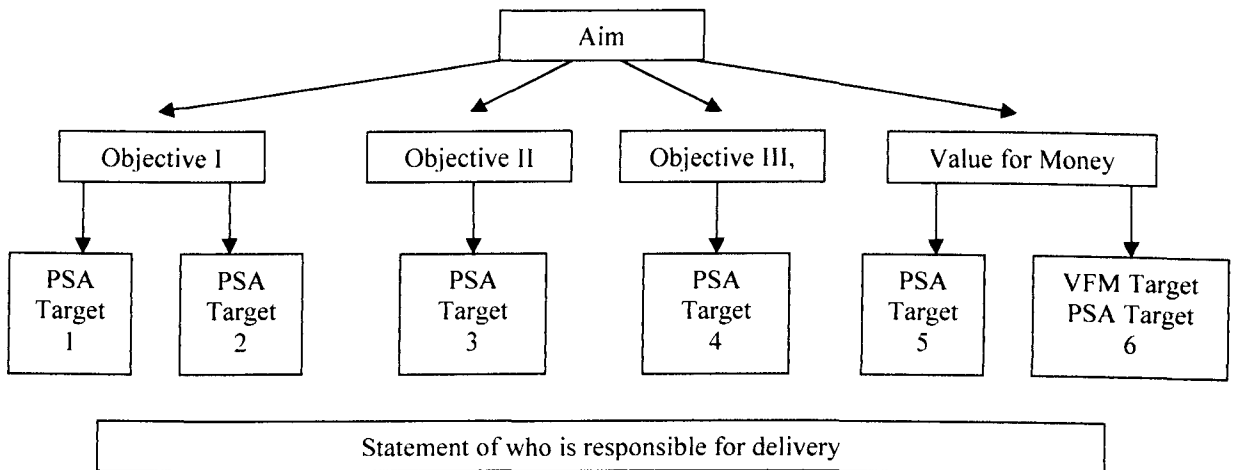 Aim
Objective I
Objective II
Objective III,
Value for Money
PSA
Target
1
PSA
Target
2
PSA
Target
3
PSA
Target
4
PSA
Target
5
VFM Target
PSA Target
6
Statement of who is responsible for delivery